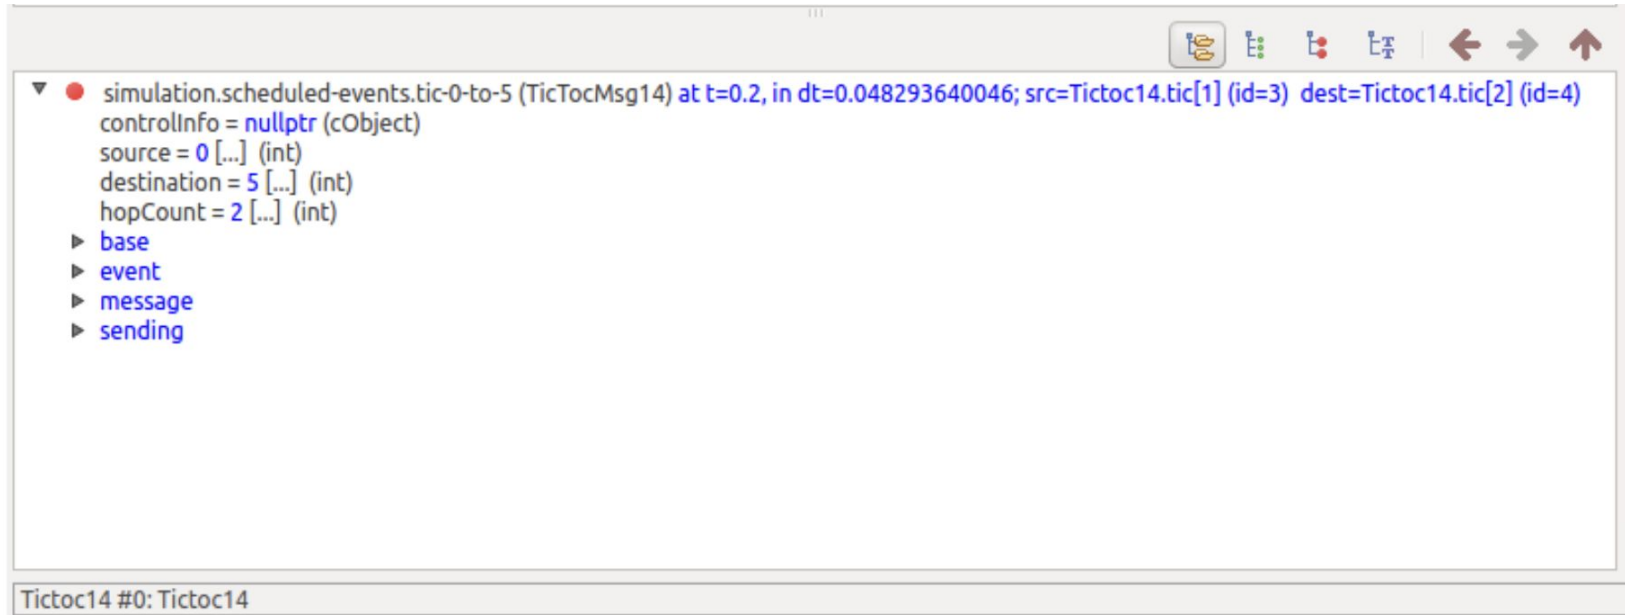 simulation.scheduled-events.tic-0-to-5 (TicTocMsg14) at t=0.2, in dt=0.048293640046; src=Tictoc14.tic[1] (id=3)  dest=Tictoc14.tic[2] (id=4)
controlInfo = nullptr (cObject)
source = 0 [...]  (int)
destination = 5 [...]  (int)
hopCount = 2 [...]  (int)
base
event
message
sending
Tictoc14 #0: Tictoc14